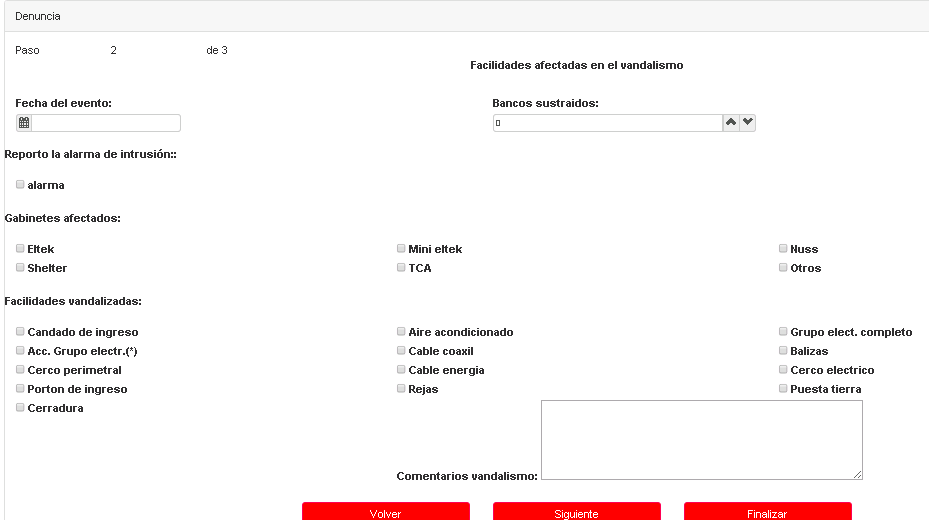 Denuncia
Paso 2 de 3
Facilidades afectadas en el vandalismo
Fecha del evento: Bancos sustraidos:
0
Reporto la alarma de intrusión::
alarma
Gabinetes afectados:
Eltek Mini eltek Nuss
Shelter TCA Otros
Facilidades vandalizadas:
Candado de ingreso Aire acondicionado Grupo elect. completo
Acc. Grupo electr.(*) Cable coaxil Balizas
Cerco perimetral Cable energia Cerco electrico
Porton de ingreso Rejas Puesta tierra
Cerradura
Comentarios vandalismo:
Volver Siguiente Finalizar